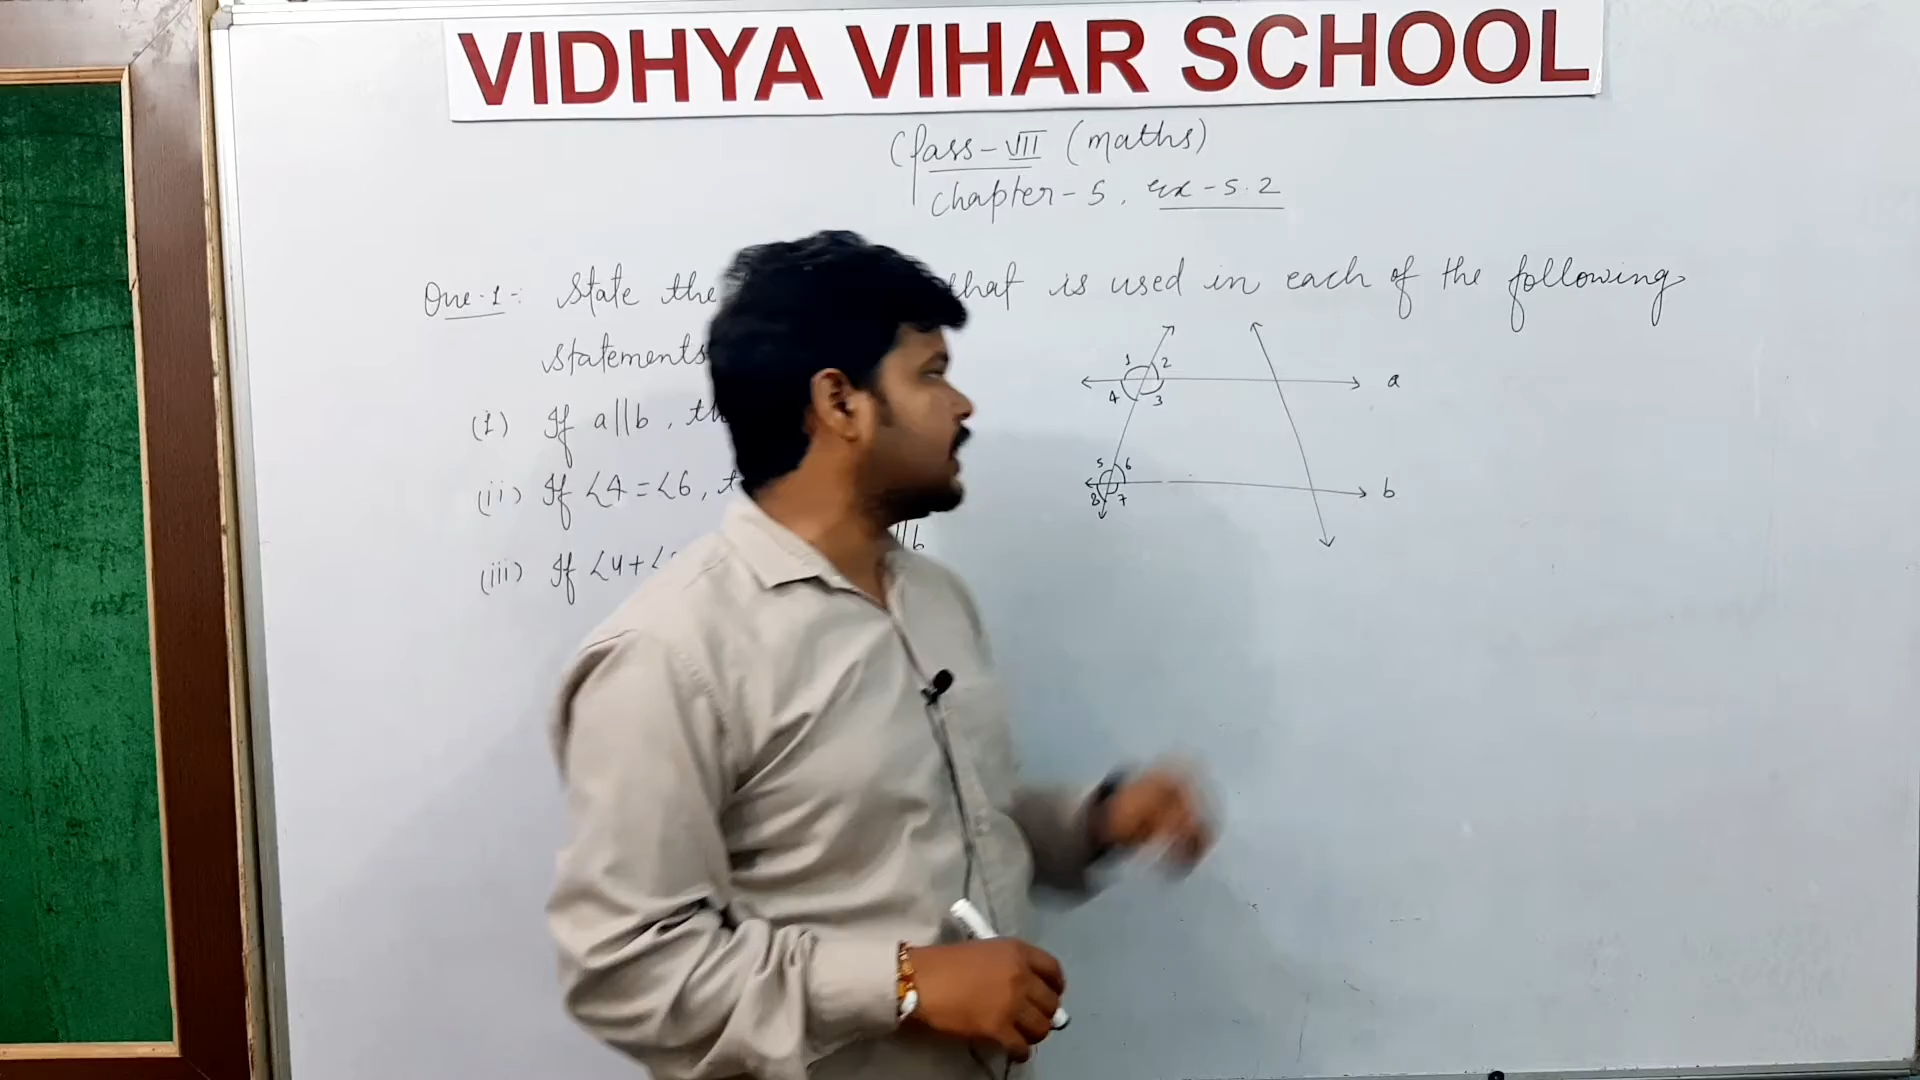 VIDHYA VIHAR SCHOOL
Class - VII (maths)
Chapter - 5, Ex - 5.2
Que.1-: State the that is used in each of the following
statements
(i) If a||b, th
(ii) If ∠4 = ∠6, t
(iii) If ∠4+∠ ||b
1 2
4 3
a
5 6
8 7
b